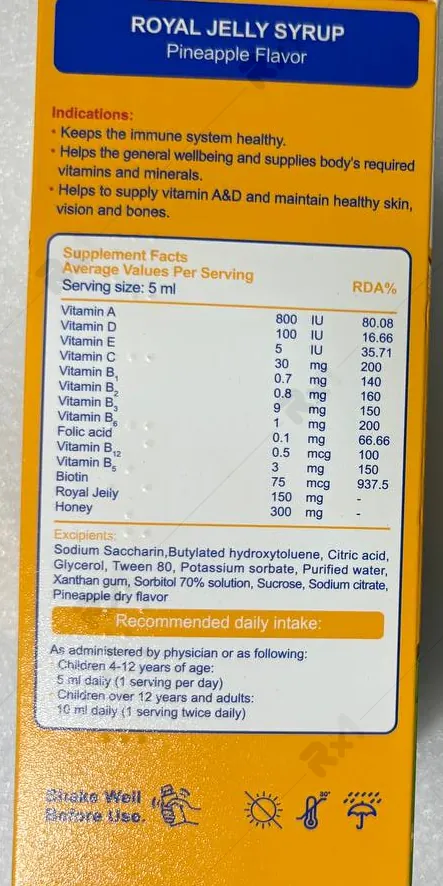 ROYAL JELLY SYRUP
Pineapple Flavor
Indications:
• Keeps the immune system healthy.
• Helps the general wellbeing and supplies body's required
vitamins and minerals.
• Helps to supply vitamin A&D and maintain healthy skin,
vision and bones.
Supplement Facts
Average Values Per Serving
Serving size: 5 ml RDA%
Vitamin A 800 IU 80.08
Vitamin D 100 IU 16.66
Vitamin E 5 IU 35.71
Vitamin C 30 mg 200
Vitamin B₁ 0.7 mg 140
Vitamin B₂ 0.8 mg 160
Vitamin B₃ 9 mg 150
Vitamin B₆ 1 mg 200
Folic acid 0.1 mg 66.66
Vitamin B₁₂ 0.5 mcg 100
Vitamin B₅ 3 mg 150
Biotin 75 mcg 937.5
Royal Jelly 150 mg -
Honey 300 mg -
Excipients:
Sodium Saccharin,Butylated hydroxytoluene, Citric acid,
Glycerol, Tween 80, Potassium sorbate, Purified water,
Xanthan gum, Sorbitol 70% solution, Sucrose, Sodium citrate,
Pineapple dry flavor
Recommended daily intake:
As administered by physician or as following:
· Children 4-12 years of age:
5 ml daily (1 serving per day)
· Children over 12 years and adults:
10 ml daily (1 serving twice daily)
Shake Well
Before Use.
30°